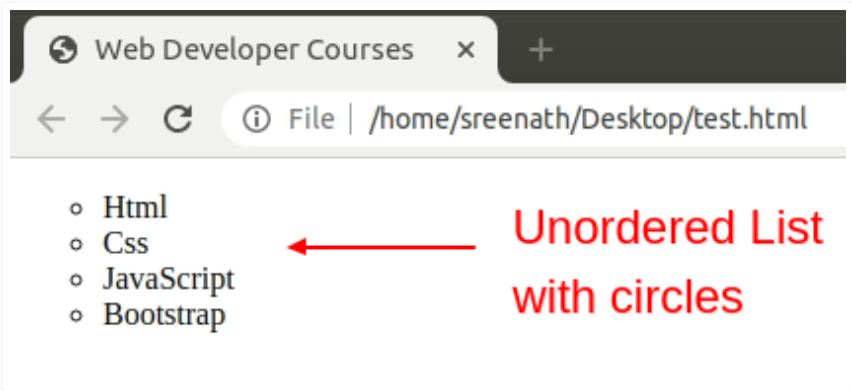 Web Developer Courses
File | /home/sreenath/Desktop/test.html
Html
Css
JavaScript
Bootstrap
Unordered List
with circles